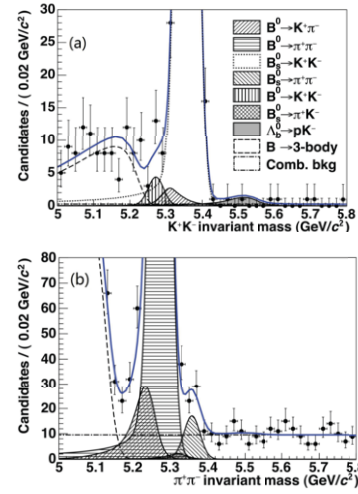 Candidates / ( 0.02 GeV/c²)
30
25
20
15
10
5
0
(a)
B⁰→K⁺π⁻
B⁰→π⁺π⁻
B⁰ₛ→K⁺K⁻
B⁰ₛ→π⁺π⁻
B⁰→K⁺K⁻
B⁰ₛ→π⁺K⁻
Λ⁰_b→pK⁻
B →3-body
Comb. bkg
5 5.1 5.2 5.3 5.4 5.5 5.6 5.7 5.8
K⁺K⁻ invariant mass (GeV/c²)
Candidates / ( 0.02 GeV/c²)
80
70
60
50
40
30
20
10
0
(b)
5 5.1 5.2 5.3 5.4 5.5 5.6 5.7 5.8
π⁺π⁻ invariant mass (GeV/c²)